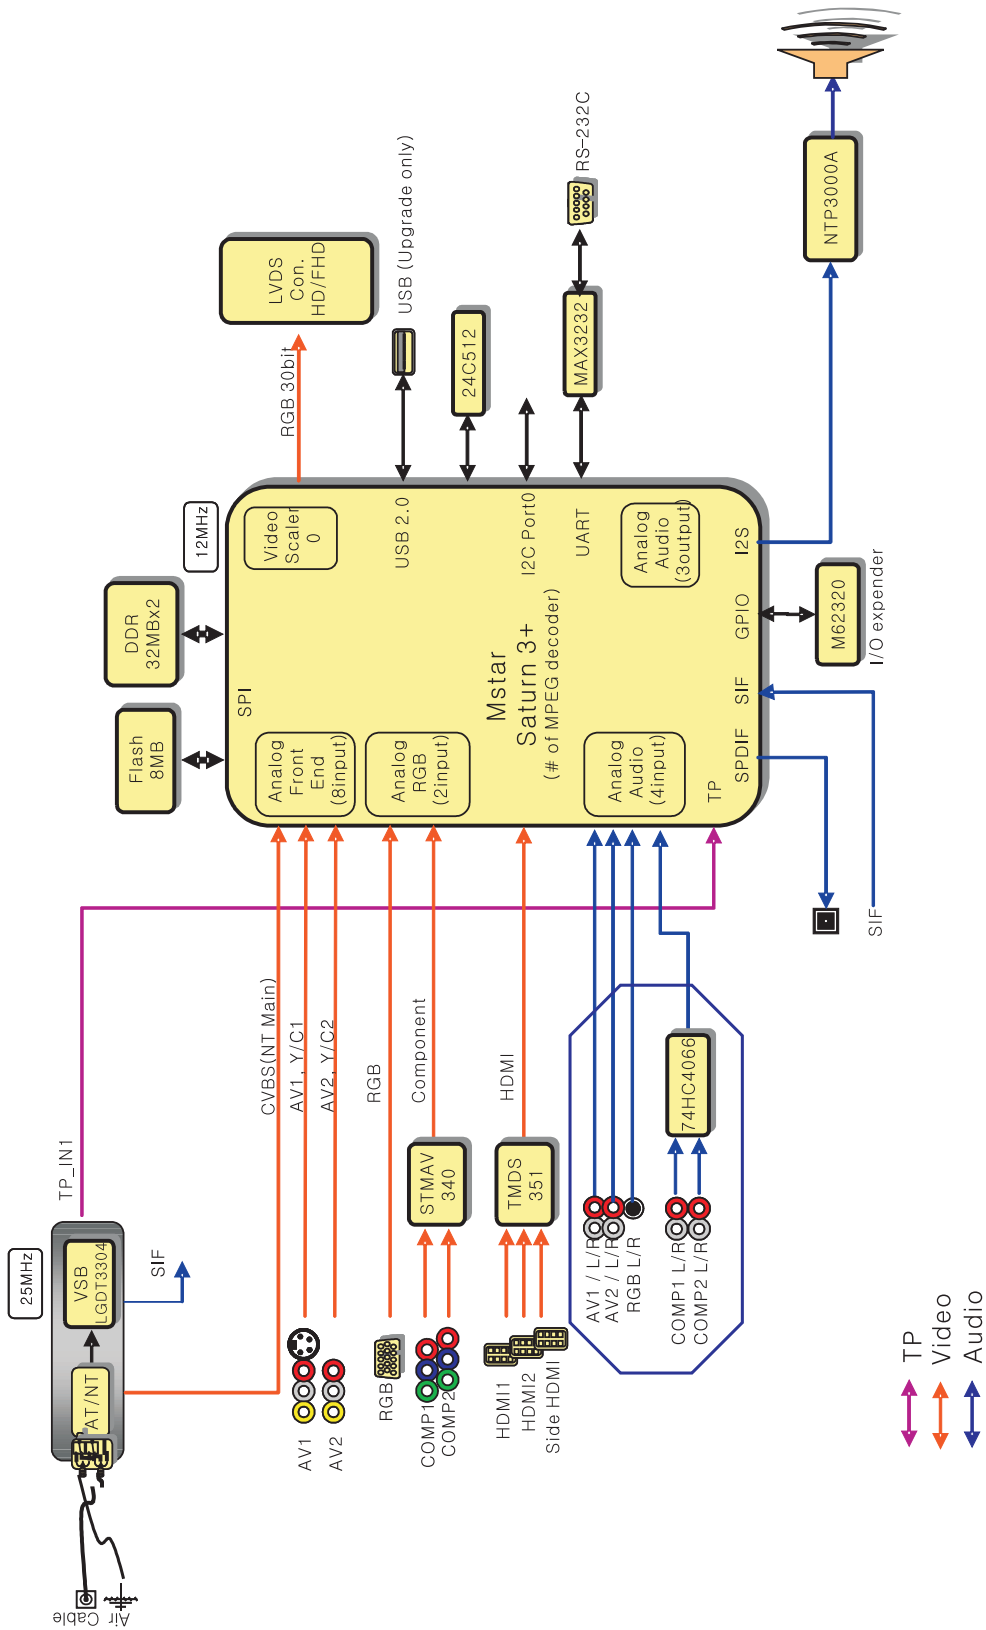 Air
Cable
25MHz
AT/NT
VSB
LGDT3304
SIF
TP_IN1
CVBS(NT Main)
AV1, Y/C1
AV2, Y/C2
RGB
Component
HDMI
AV1
AV2
RGB
COMP1
COMP2
STMAV
340
HDMI1
HDMI2
Side HDMI
TMDS
351
AV1 / L/R
AV2 / L/R
RGB L/R
COMP1 L/R
COMP2 L/R
74HC4066
Flash
8MB
DDR
32MBx2
12MHz
SPI
Analog
Front
End
(8input)
Analog
RGB
(2input)
Analog
Audio
(4input)
TP
Mstar
Saturn 3+
(# of MPEG decoder)
Video
Scaler
0
USB 2.0
I2C Port0
UART
Analog
Audio
(3output)
SPDIF
SIF
GPIO
I2S
RGB 30bit
LVDS
Con.
HD/FHD
USB (Upgrade only)
24C512
MAX3232
RS-232C
NTP3000A
M62320
I/O expender
SIF
TP
Video
Audio